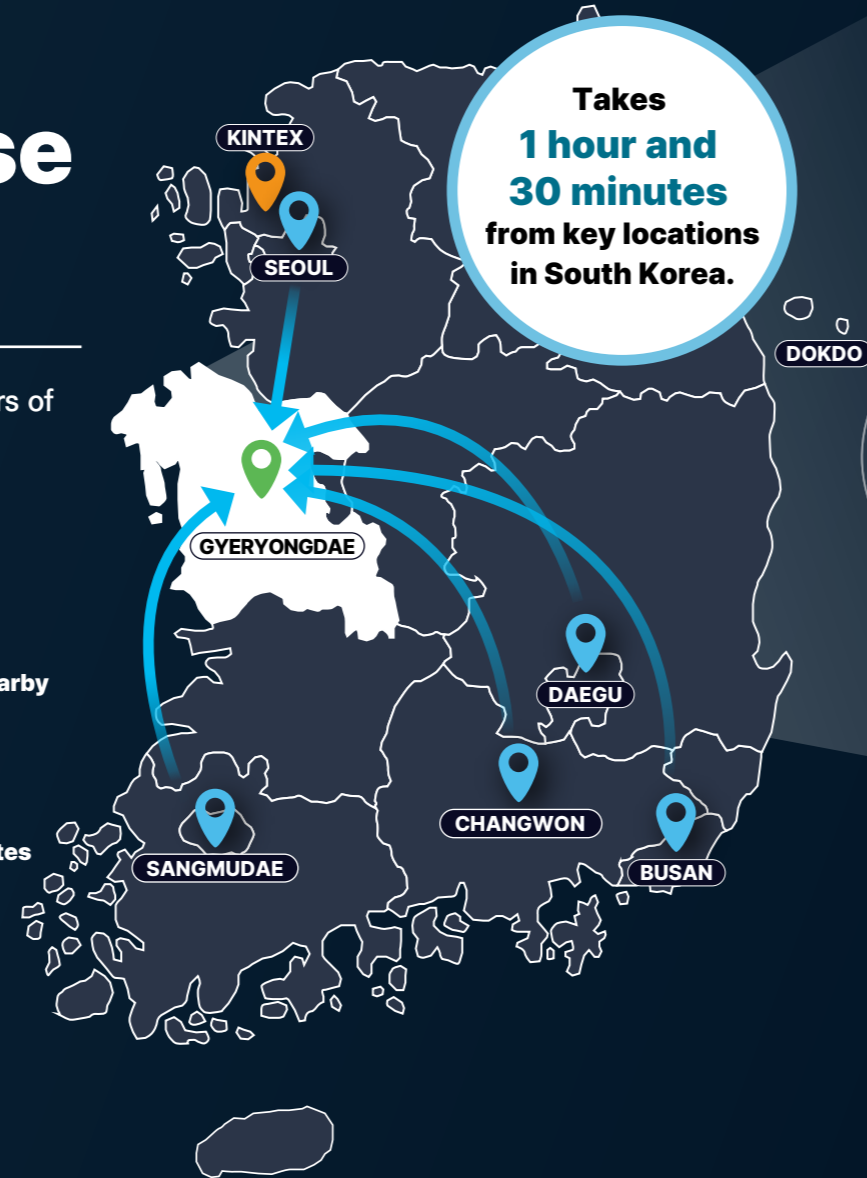 se
KINTEX
Takes
1 hour and
30 minutes
from key locations
in South Korea.
SEOUL
DOKDO
rs of
GYERYONGDAE
arby
DAEGU
CHANGWON
tes
SANGMUDAE
BUSAN